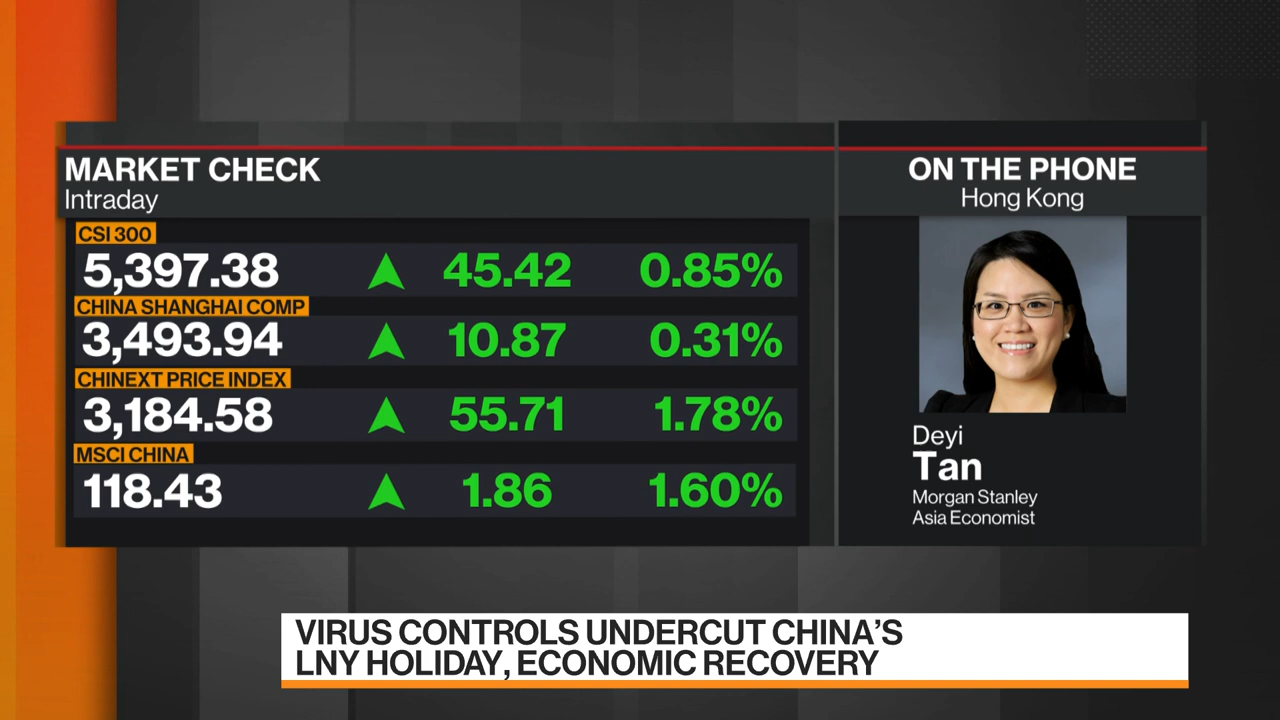 MARKET CHECK
Intraday
CSI 300
5,397.38 45.42 0.85%
CHINA SHANGHAI COMP
3,493.94 10.87 0.31%
CHINEXT PRICE INDEX
3,184.58 55.71 1.78%
MSCI CHINA
118.43 1.86 1.60%
ON THE PHONE
Hong Kong
Deyi
Tan
Morgan Stanley
Asia Economist
VIRUS CONTROLS UNDERCUT CHINA'S
LNY HOLIDAY, ECONOMIC RECOVERY